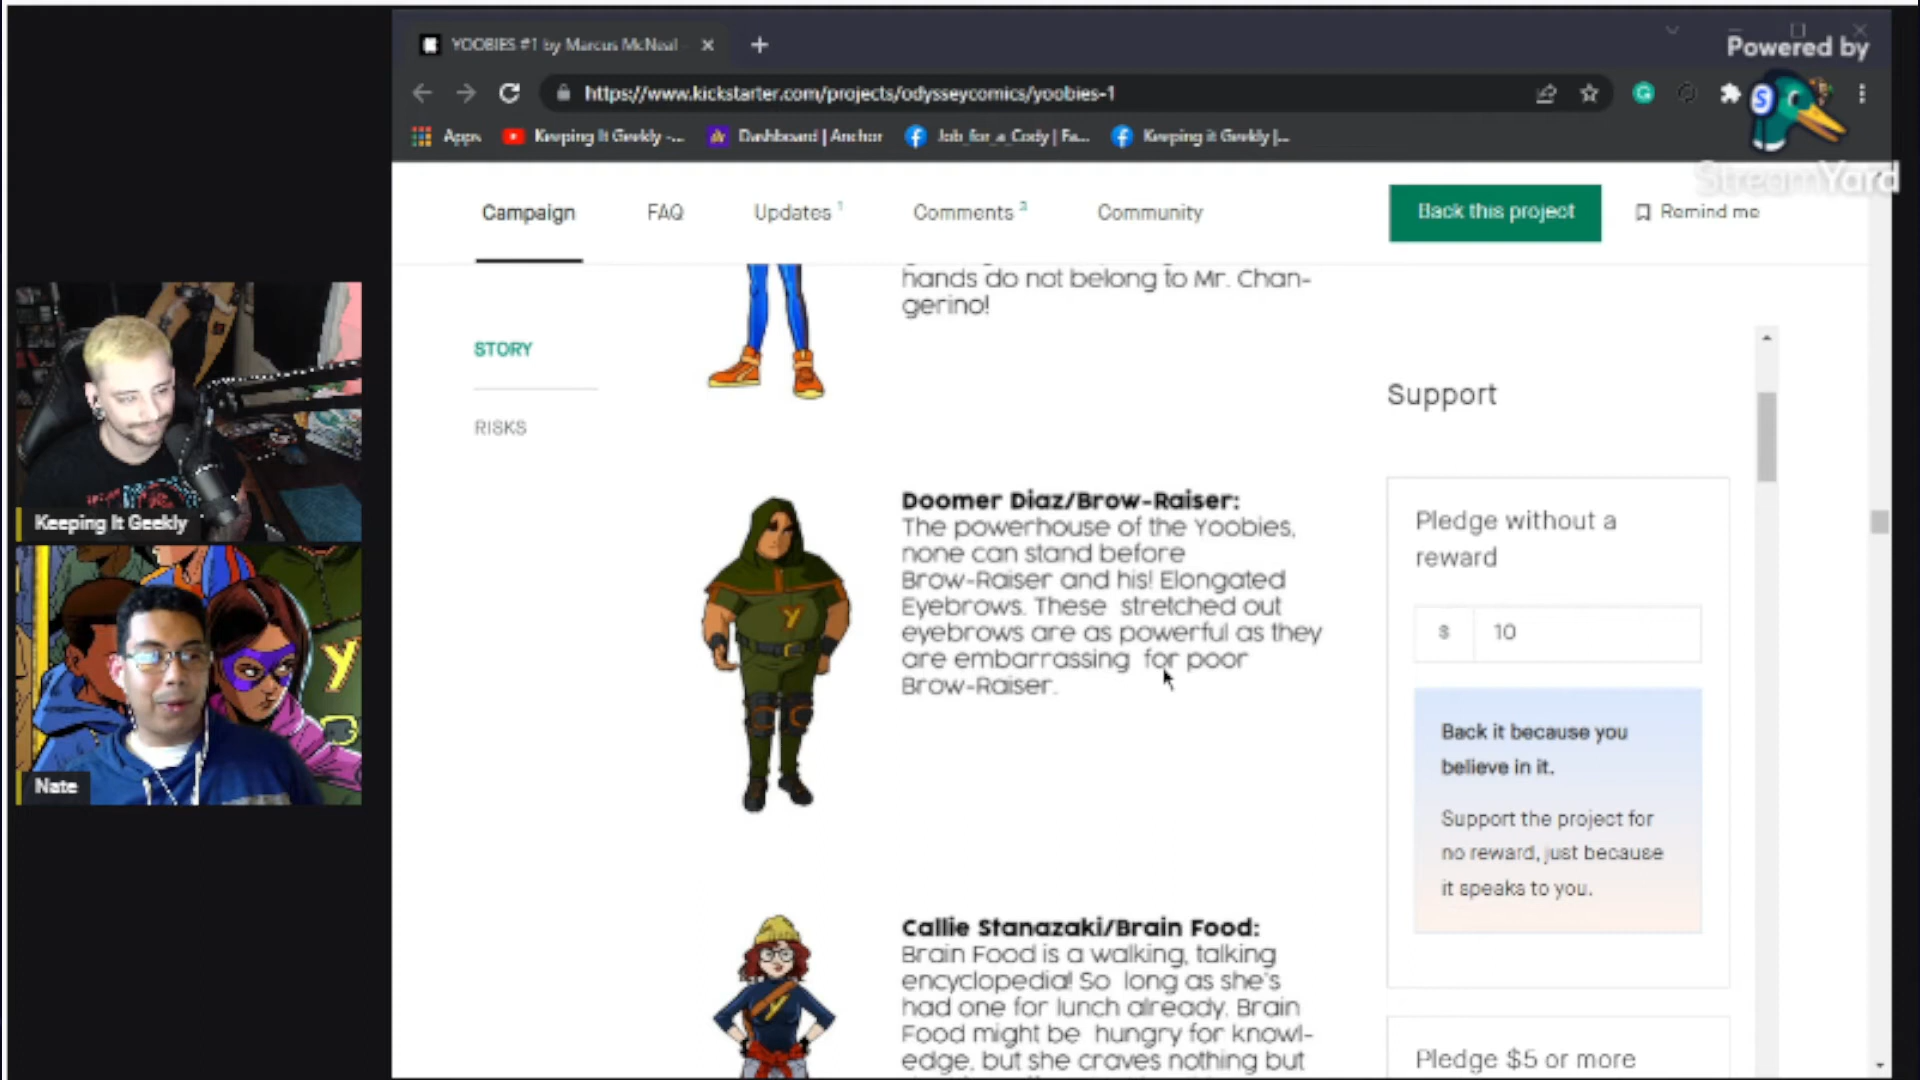 YOOBIES #1 by Marcus McNeal -
Powered by
https://www.kickstarter.com/projects/odysseycomics/yoobies-1
Apps
Keeping It Geekly -...
Dashboard | Anchor
Job_for_a_Cody | Fa...
Keeping it Geekly |...
StreamYard
Campaign
FAQ
Updates 1
Comments 3
Community
Back this project
Remind me
hands do not belong to Mr. Chan-
gerino!
STORY
RISKS
Support
Doomer Diaz/Brow-Raiser:
The powerhouse of the Yoobies,
none can stand before
Brow-Raiser and his! Elongated
Eyebrows. These stretched out
eyebrows are as powerful as they
are embarrassing for poor
Brow-Raiser.
Pledge without a
reward
$ 10
Back it because you
believe in it.
Support the project for
no reward, just because
it speaks to you.
Callie Stanazaki/Brain Food:
Brain Food is a walking, talking
encyclopedia! So long as she's
had one for lunch already. Brain
Food might be hungry for knowl-
edge, but she craves nothing but
Pledge $5 or more
Keeping It Geekly
Nate
Y